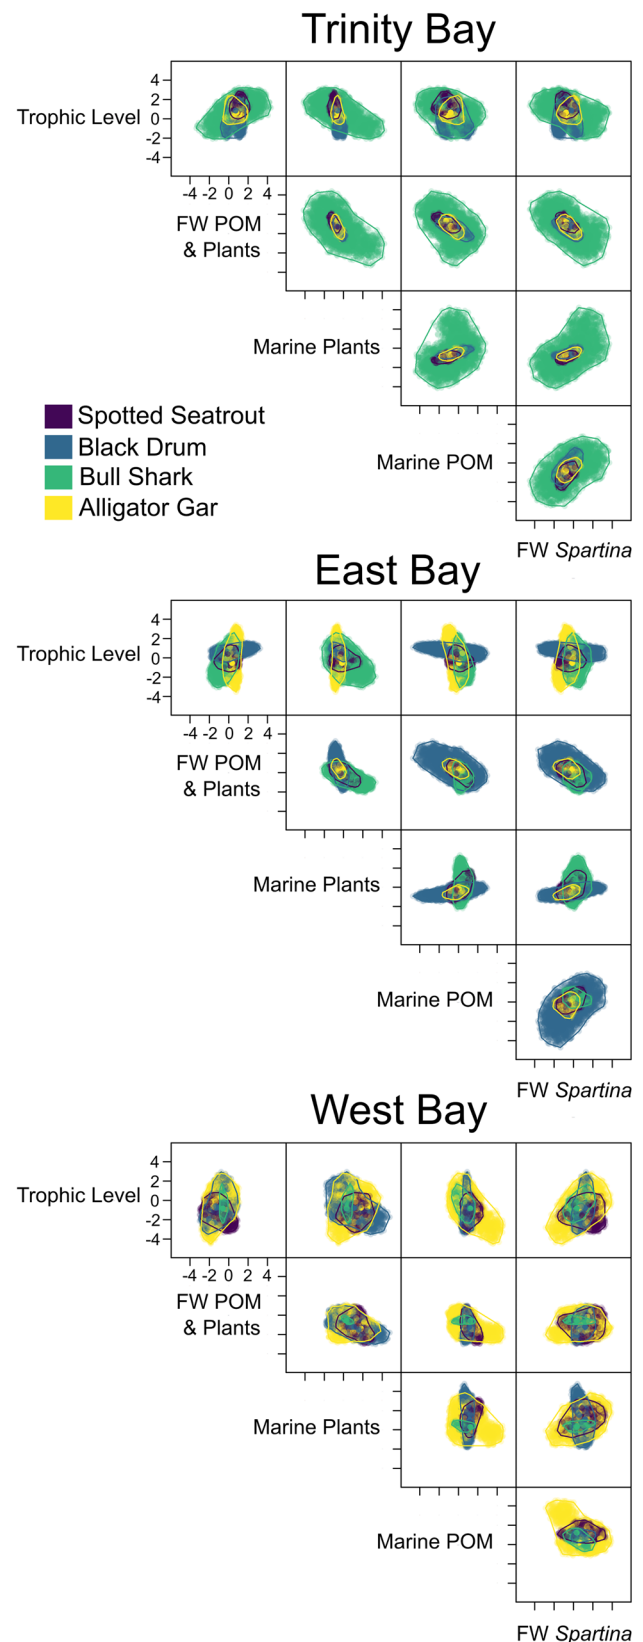 Trinity Bay
4
2
Trophic Level
0
-2
-4
-4 -2 0 2 4
FW POM
& Plants
Marine Plants
Spotted Seatrout
Black Drum
Bull Shark
Alligator Gar
Marine POM
FW Spartina
East Bay
4
2
Trophic Level
0
-2
-4
-4 -2 0 2 4
FW POM
& Plants
Marine Plants
Marine POM
FW Spartina
West Bay
4
2
Trophic Level
0
-2
-4
-4 -2 0 2 4
FW POM
& Plants
Marine Plants
Marine POM
FW Spartina